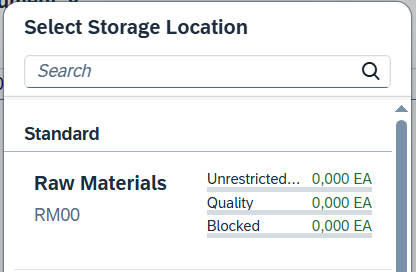 Select Storage Location
Search
Standard
Raw Materials
RM00
Unrestricted... 0,000 EA
Quality 0,000 EA
Blocked 0,000 EA